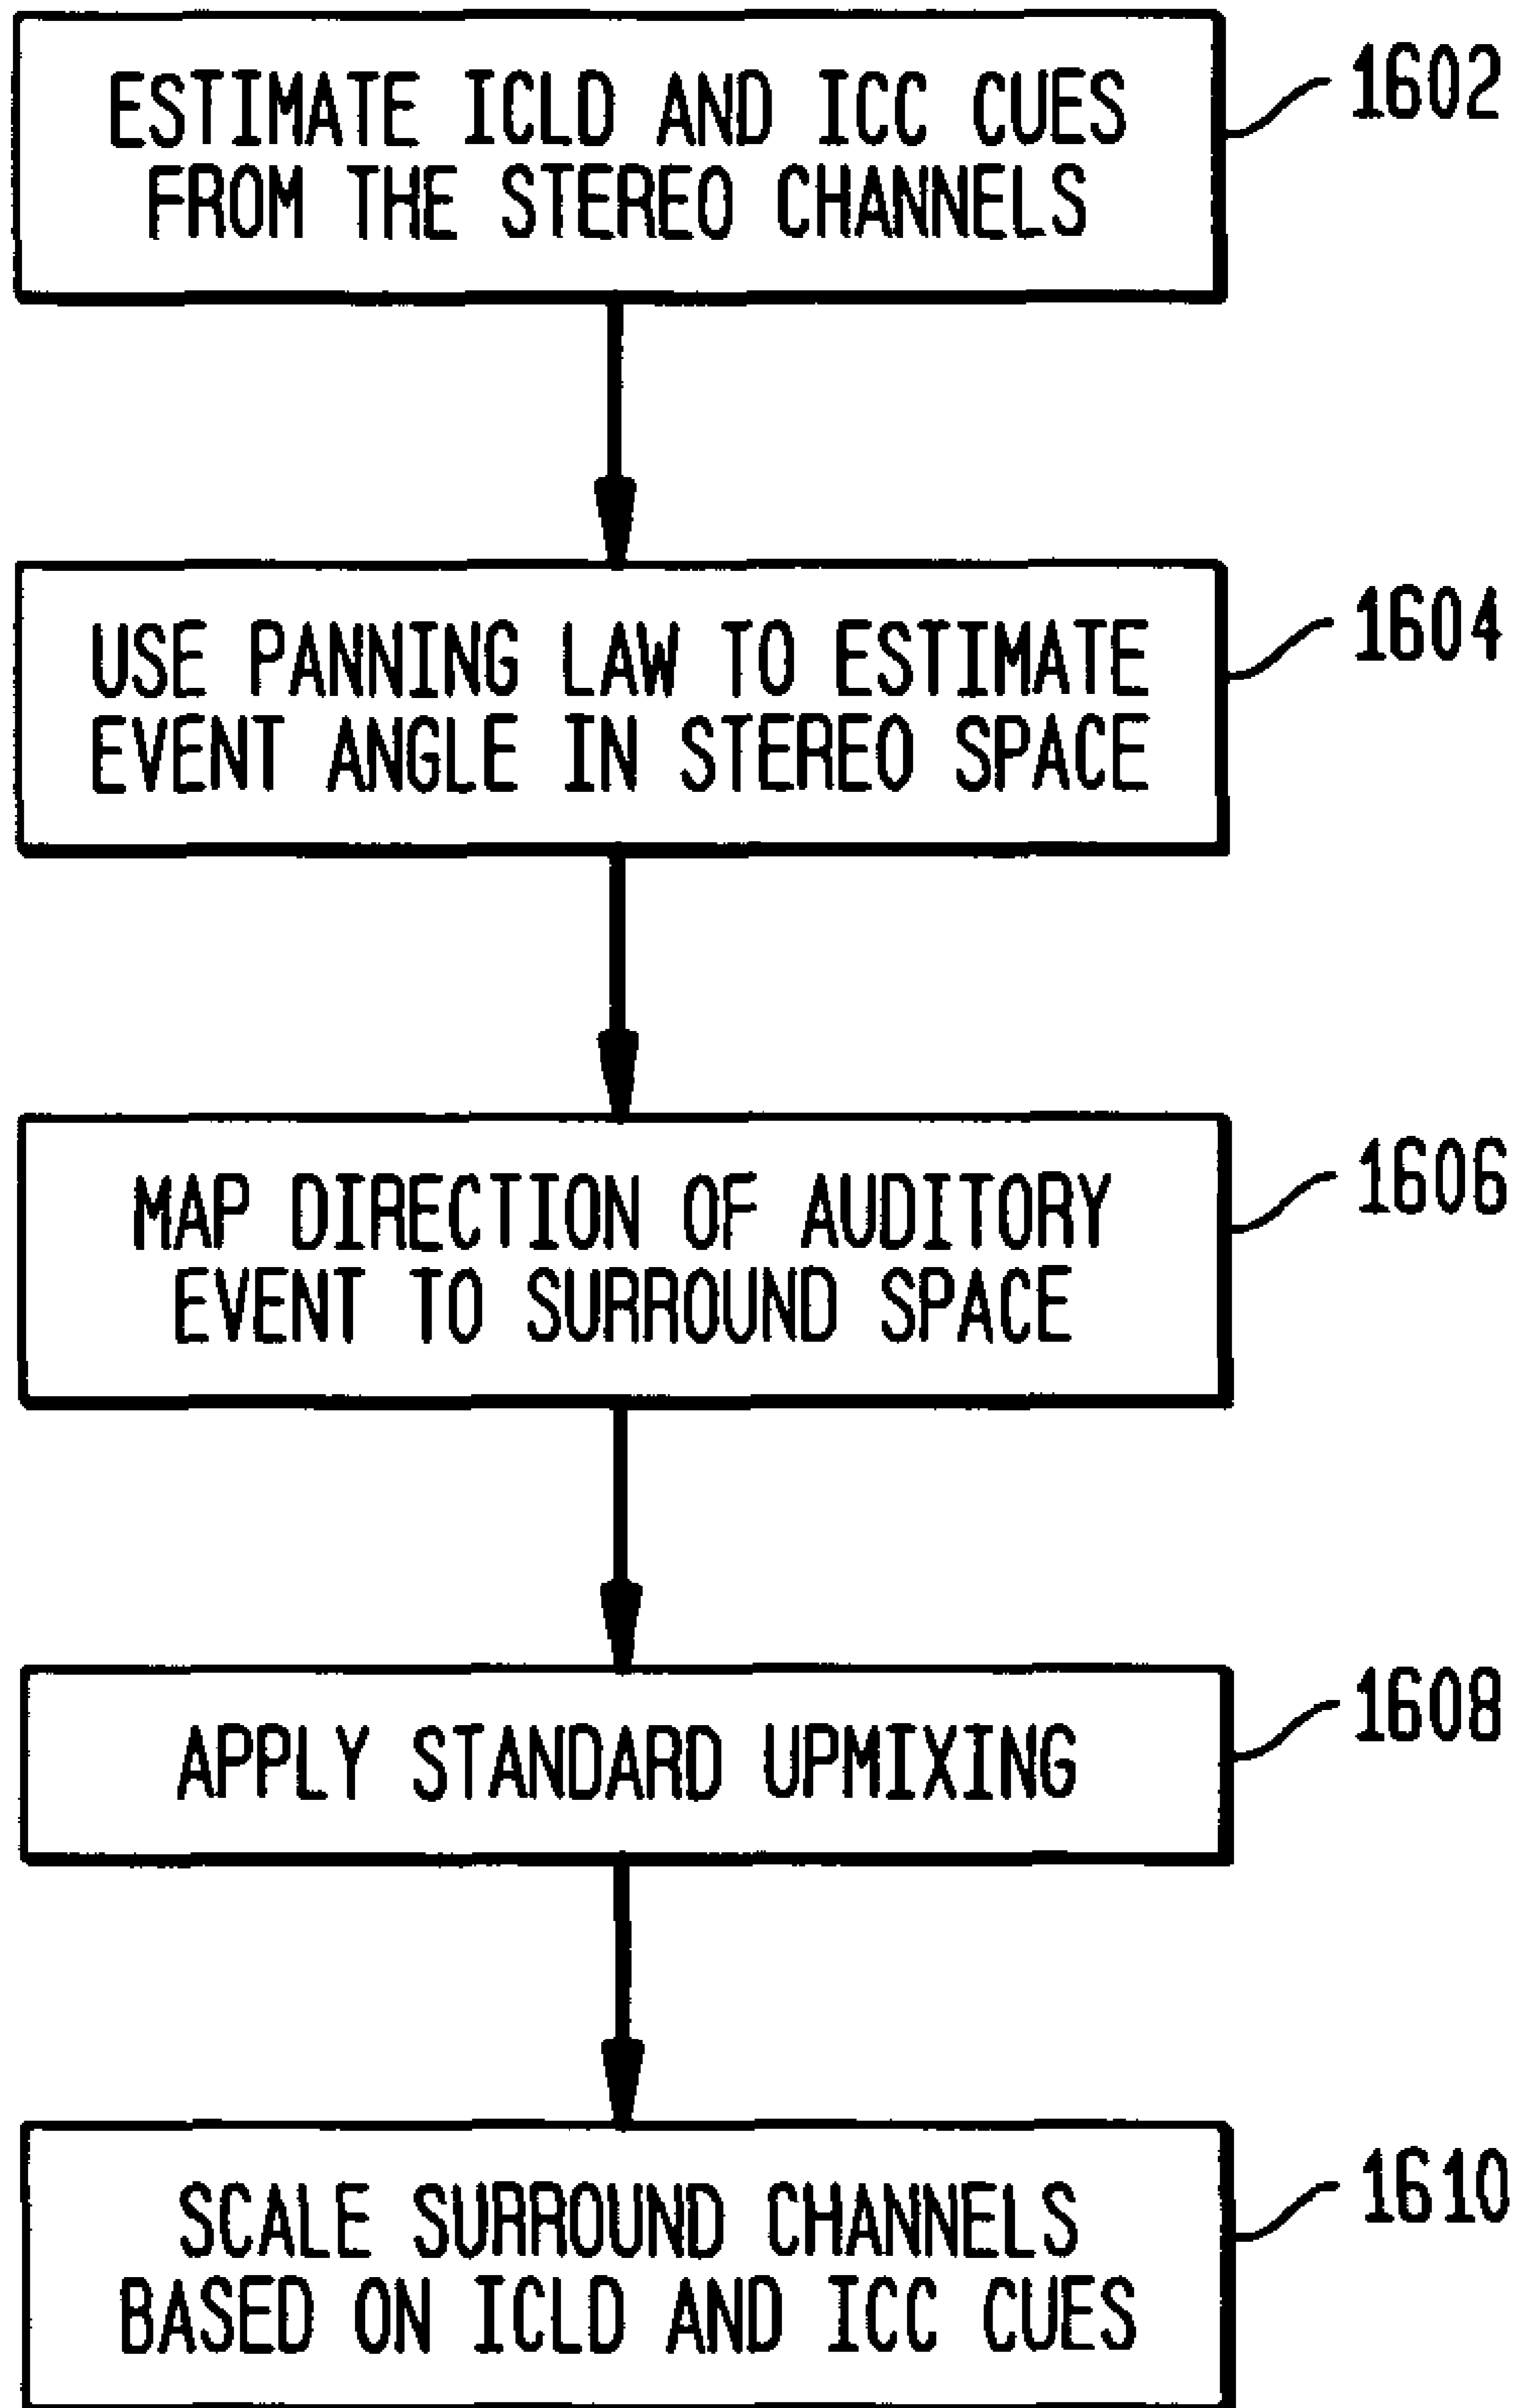 ESTIMATE ICLD AND ICC CUES
FROM THE STEREO CHANNELS
1602
USE PANNING LAW TO ESTIMATE
EVENT ANGLE IN STEREO SPACE
1604
MAP DIRECTION OF AUDITORY
EVENT TO SURROUND SPACE
1606
APPLY STANDARD UPMIXING
1608
SCALE SURROUND CHANNELS
BASED ON ICLD AND ICC CUES
1610